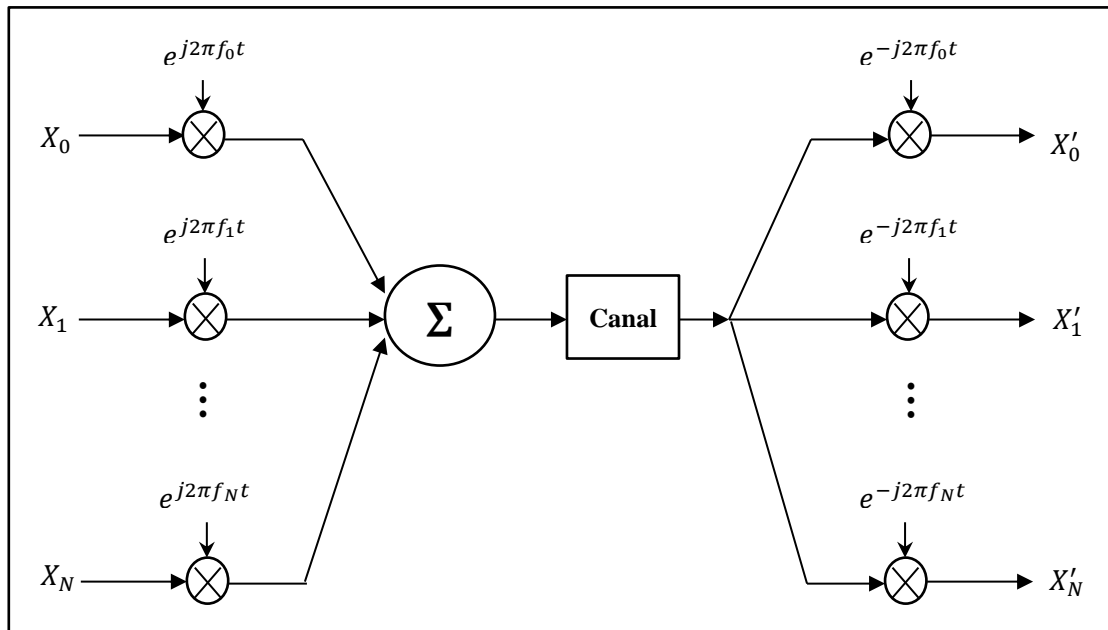 e^{j2πf_0t}
e^{-j2πf_0t}
X_0
X'_0
e^{j2πf_1t}
e^{-j2πf_1t}
X_1
Σ
Canal
X'_1
⋮
⋮
e^{j2πf_Nt}
e^{-j2πf_Nt}
X_N
X'_N